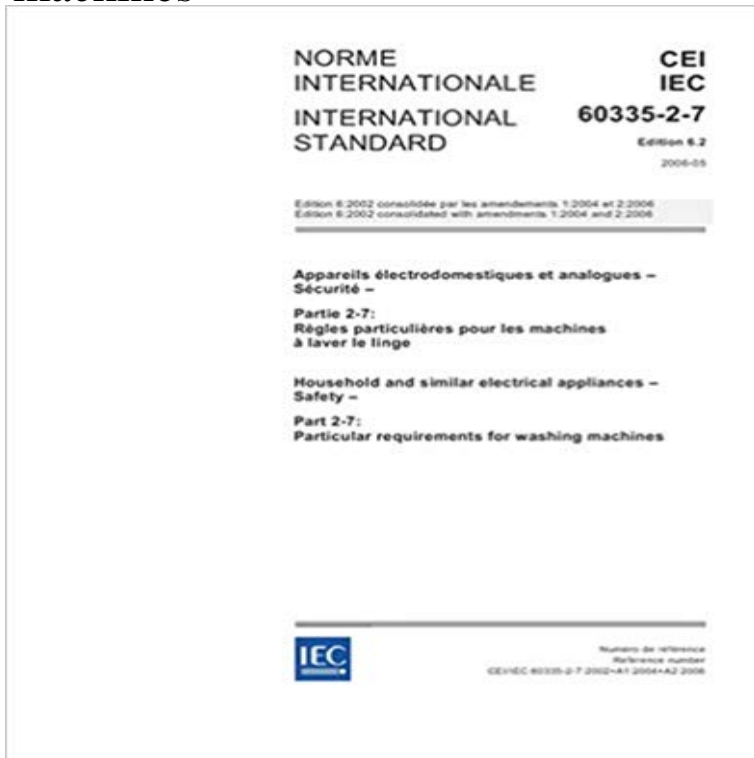 NORME
INTERNATIONALE
INTERNATIONAL
STANDARD
CEI
IEC
60335-2-7
Edition 6.2
2006-05
Edition 6:2002 consolidée par les amendements 1:2004 et 2:2006
Edition 6:2002 consolidated with amendments 1:2004 and 2:2006
Appareils électrodomestiques et analogues –
Sécurité –
Partie 2-7:
Règles particulières pour les machines
à laver le linge
Household and similar electrical appliances –
Safety –
Part 2-7:
Particular requirements for washing machines
IEC
Numéro de référence
Reference number
CEI/IEC 60335-2-7:2002+A1:2004+A2:2006